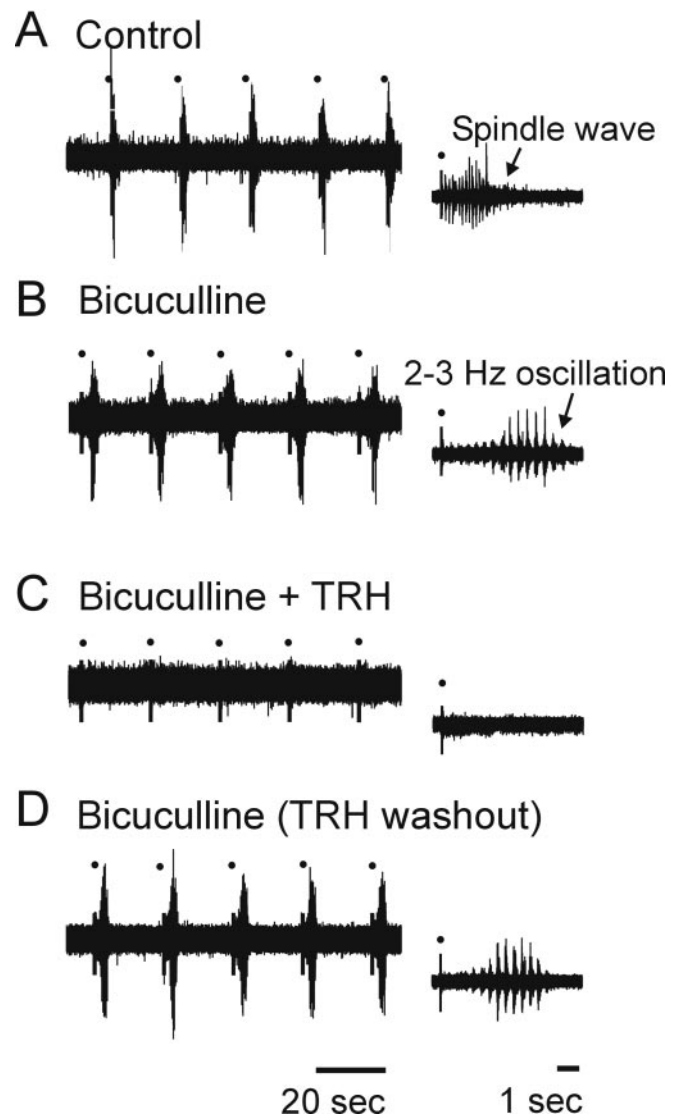 A Control
Spindle wave
B Bicuculline
2-3 Hz oscillation
C Bicuculline + TRH
D Bicuculline (TRH washout)
20 sec 1 sec